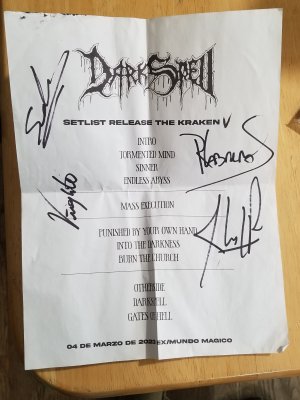 DARKSPELL
SETLIST RELEASE THE KRAKEN V
INTRO
TORMENTED MIND
SINNER
ENDLESS ABYSS
MASS EXECUTION
PUNISHED BY YOUR OWN HAND
INTO THE DARKNESS
BURN THE CHURCH
OTHERSIDE
DARKSPELL
GATES OF HELL
04 DE MARZO DE 2023 EX/MUNDO MAGICO